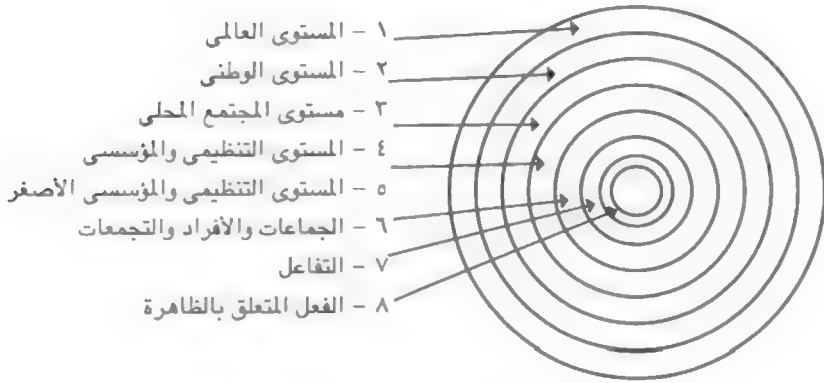 ١ - المستوى العالمى
٢ - المستوى الوطنى
٣ - مستوى المجتمع المحلى
٤ - المستوى التنظيمى والمؤسسى
٥ - المستوى التنظيمى والمؤسسى الأصغر
٦ - الجماعات والأفراد والتجمعات
٧ - التفاعل
٨ - الفعل المتعلق بالظاهرة